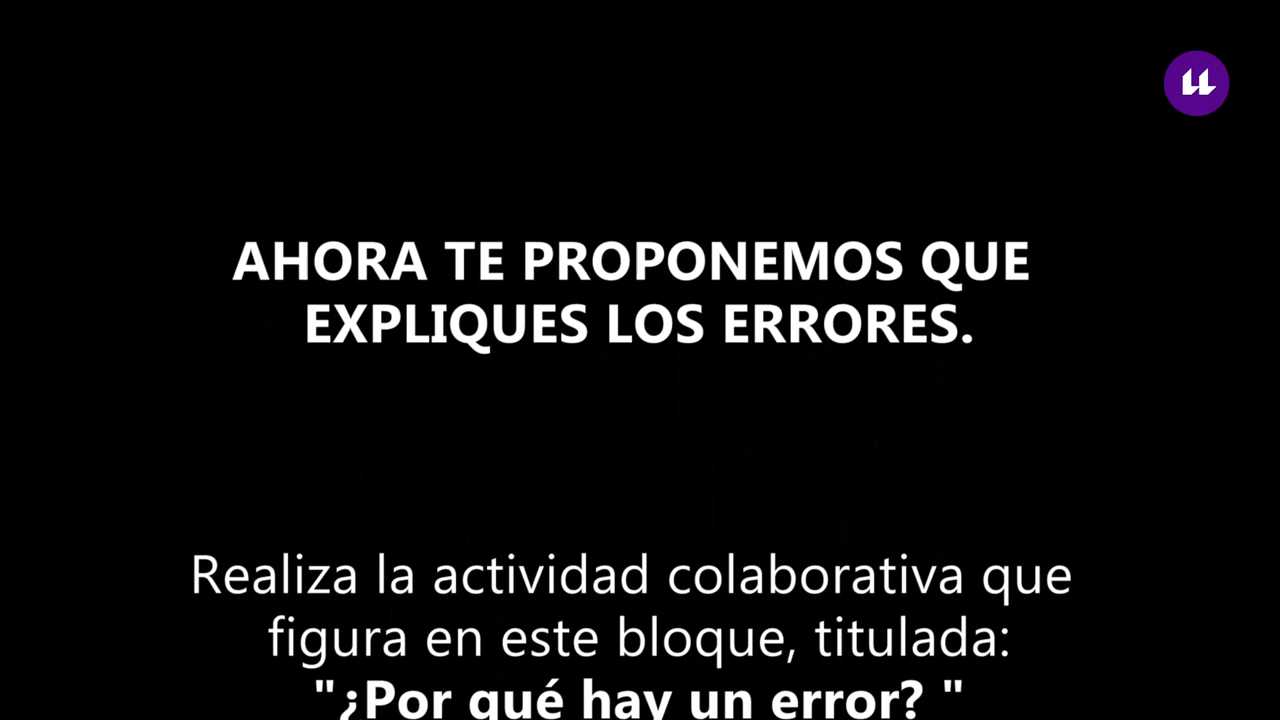 AHORA TE PROPONEMOS QUE
EXPLIQUES LOS ERRORES.
Realiza la actividad colaborativa que
figura en este bloque, titulada:
"¿Por qué hay un error? "